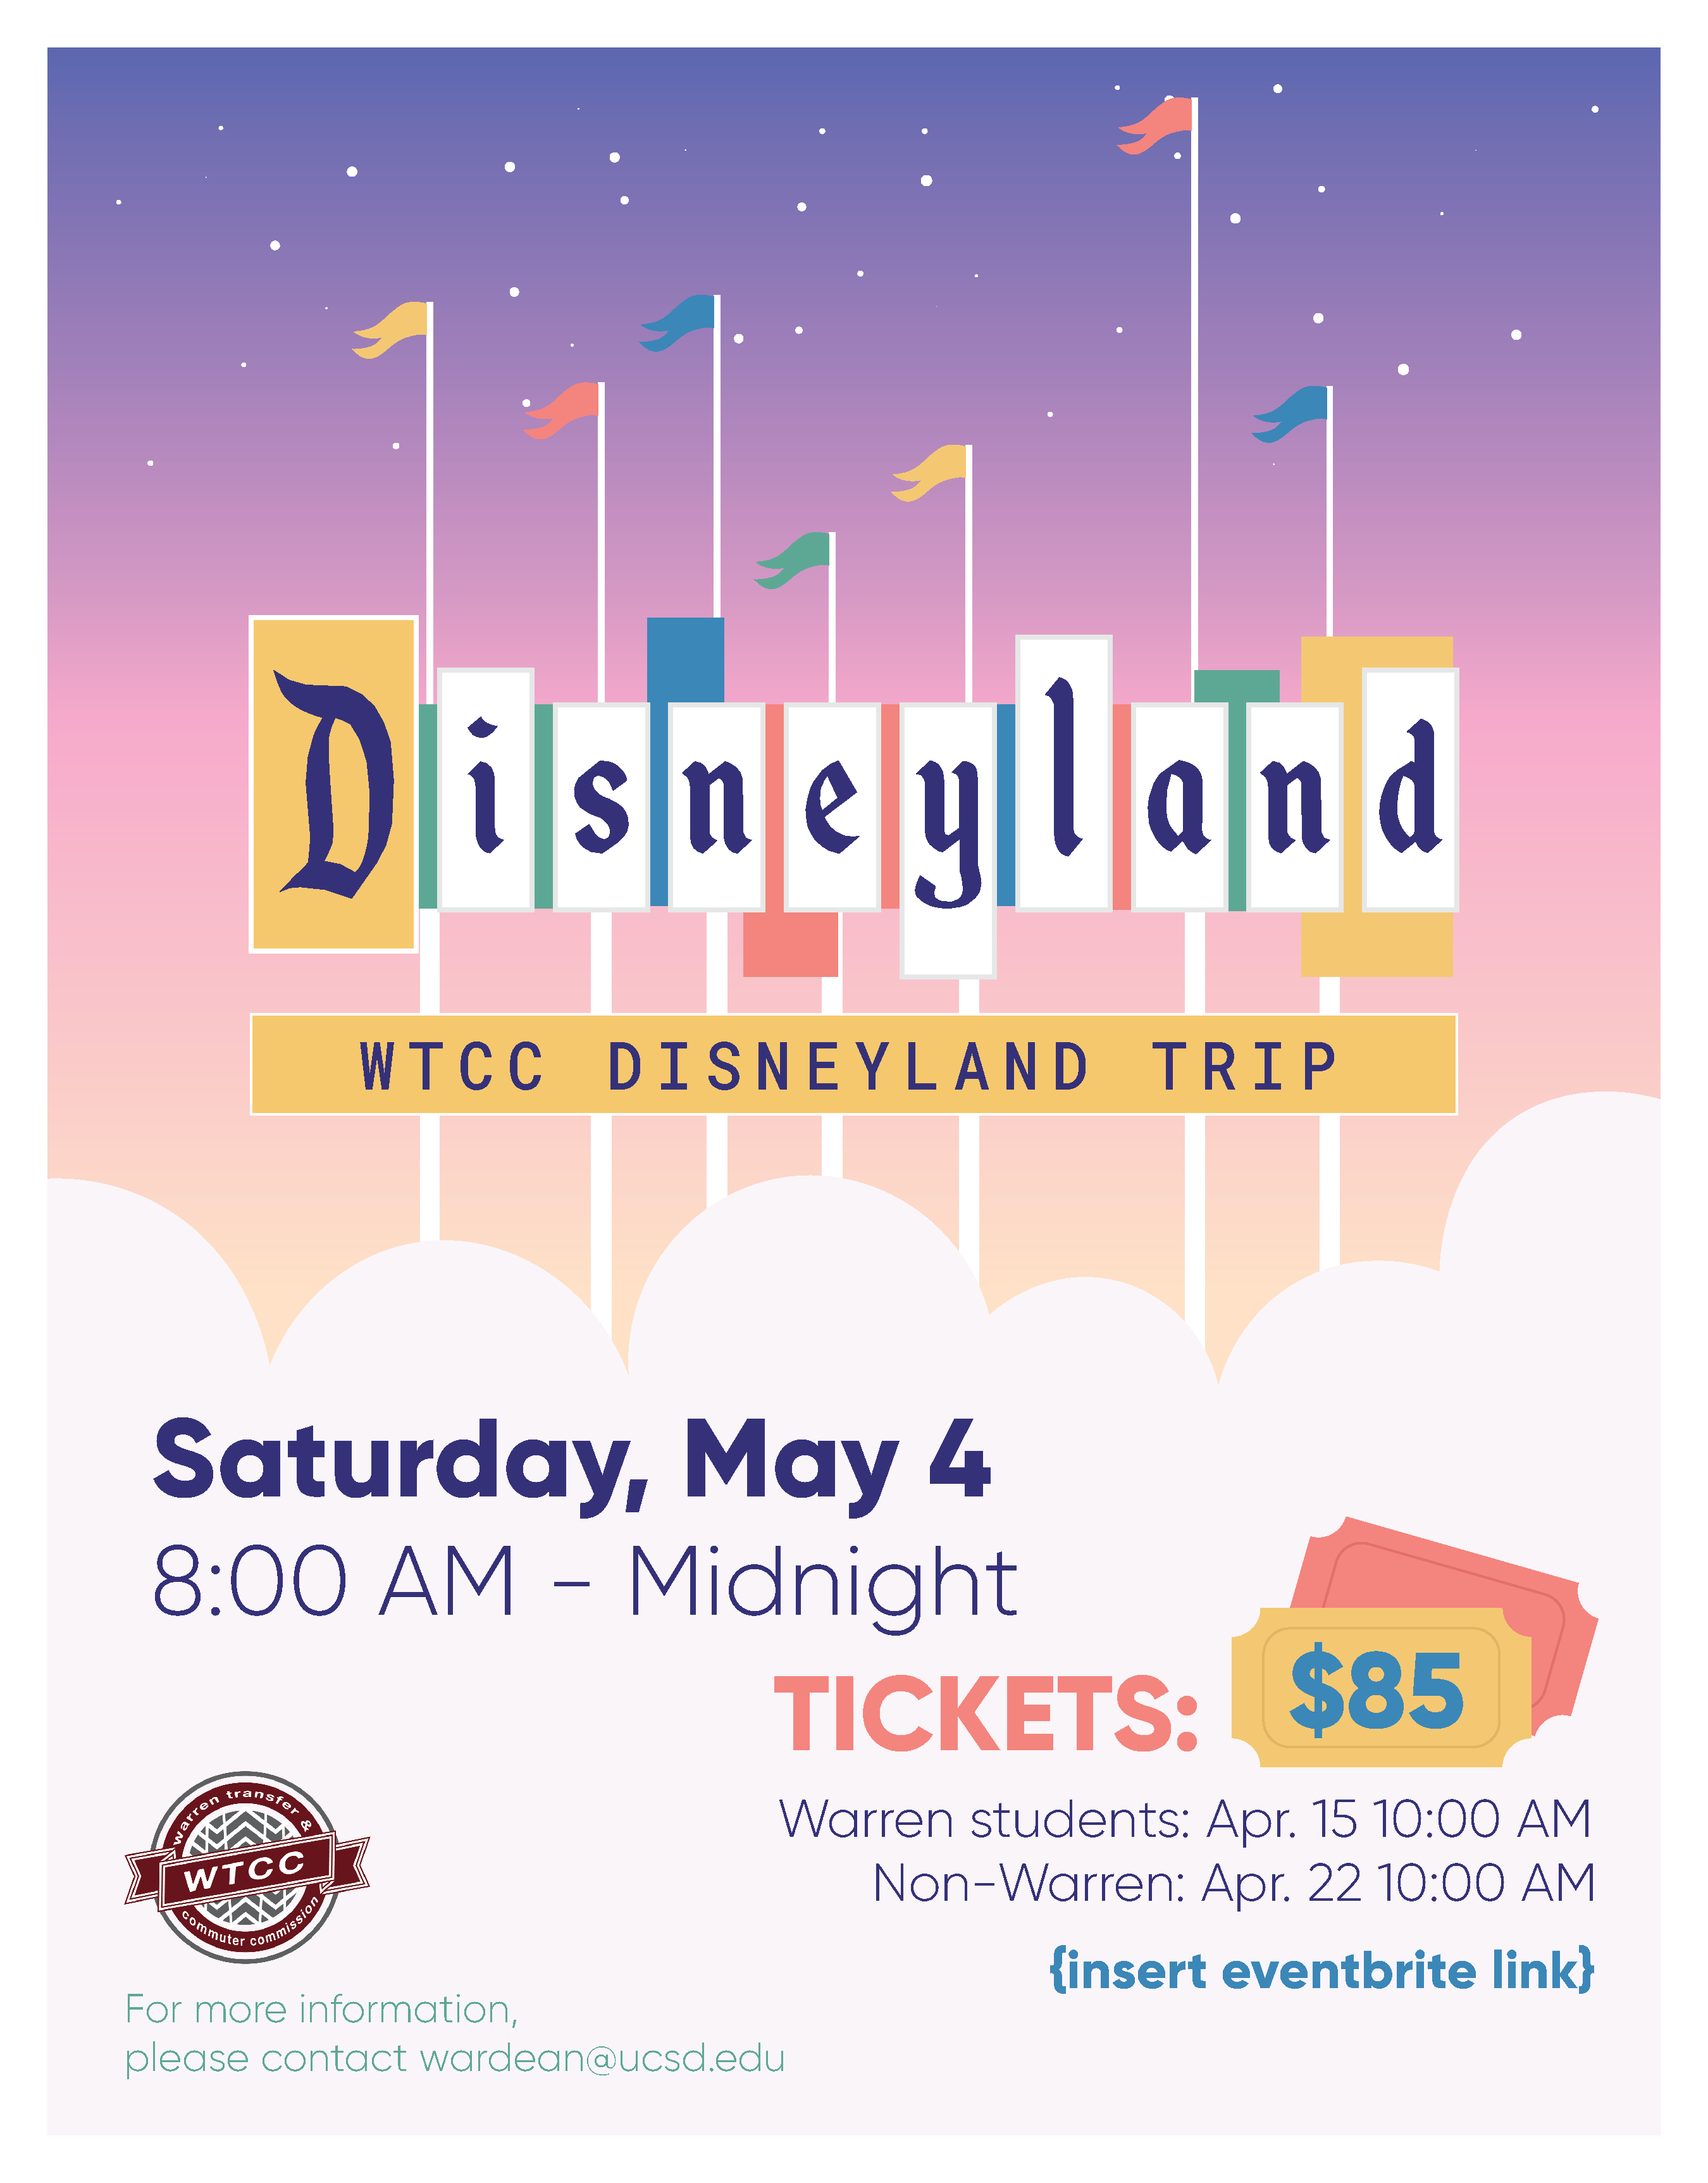 Disneyland
WTCC DISNEYLAND TRIP
Saturday, May 4
8:00 AM – Midnight
TICKETS: $85
Warren students: Apr. 15 10:00 AM
Non-Warren: Apr. 22 10:00 AM
{insert eventbrite link}
warren transfer &
WTCC
commuter commission
For more information,
please contact wardean@ucsd.edu